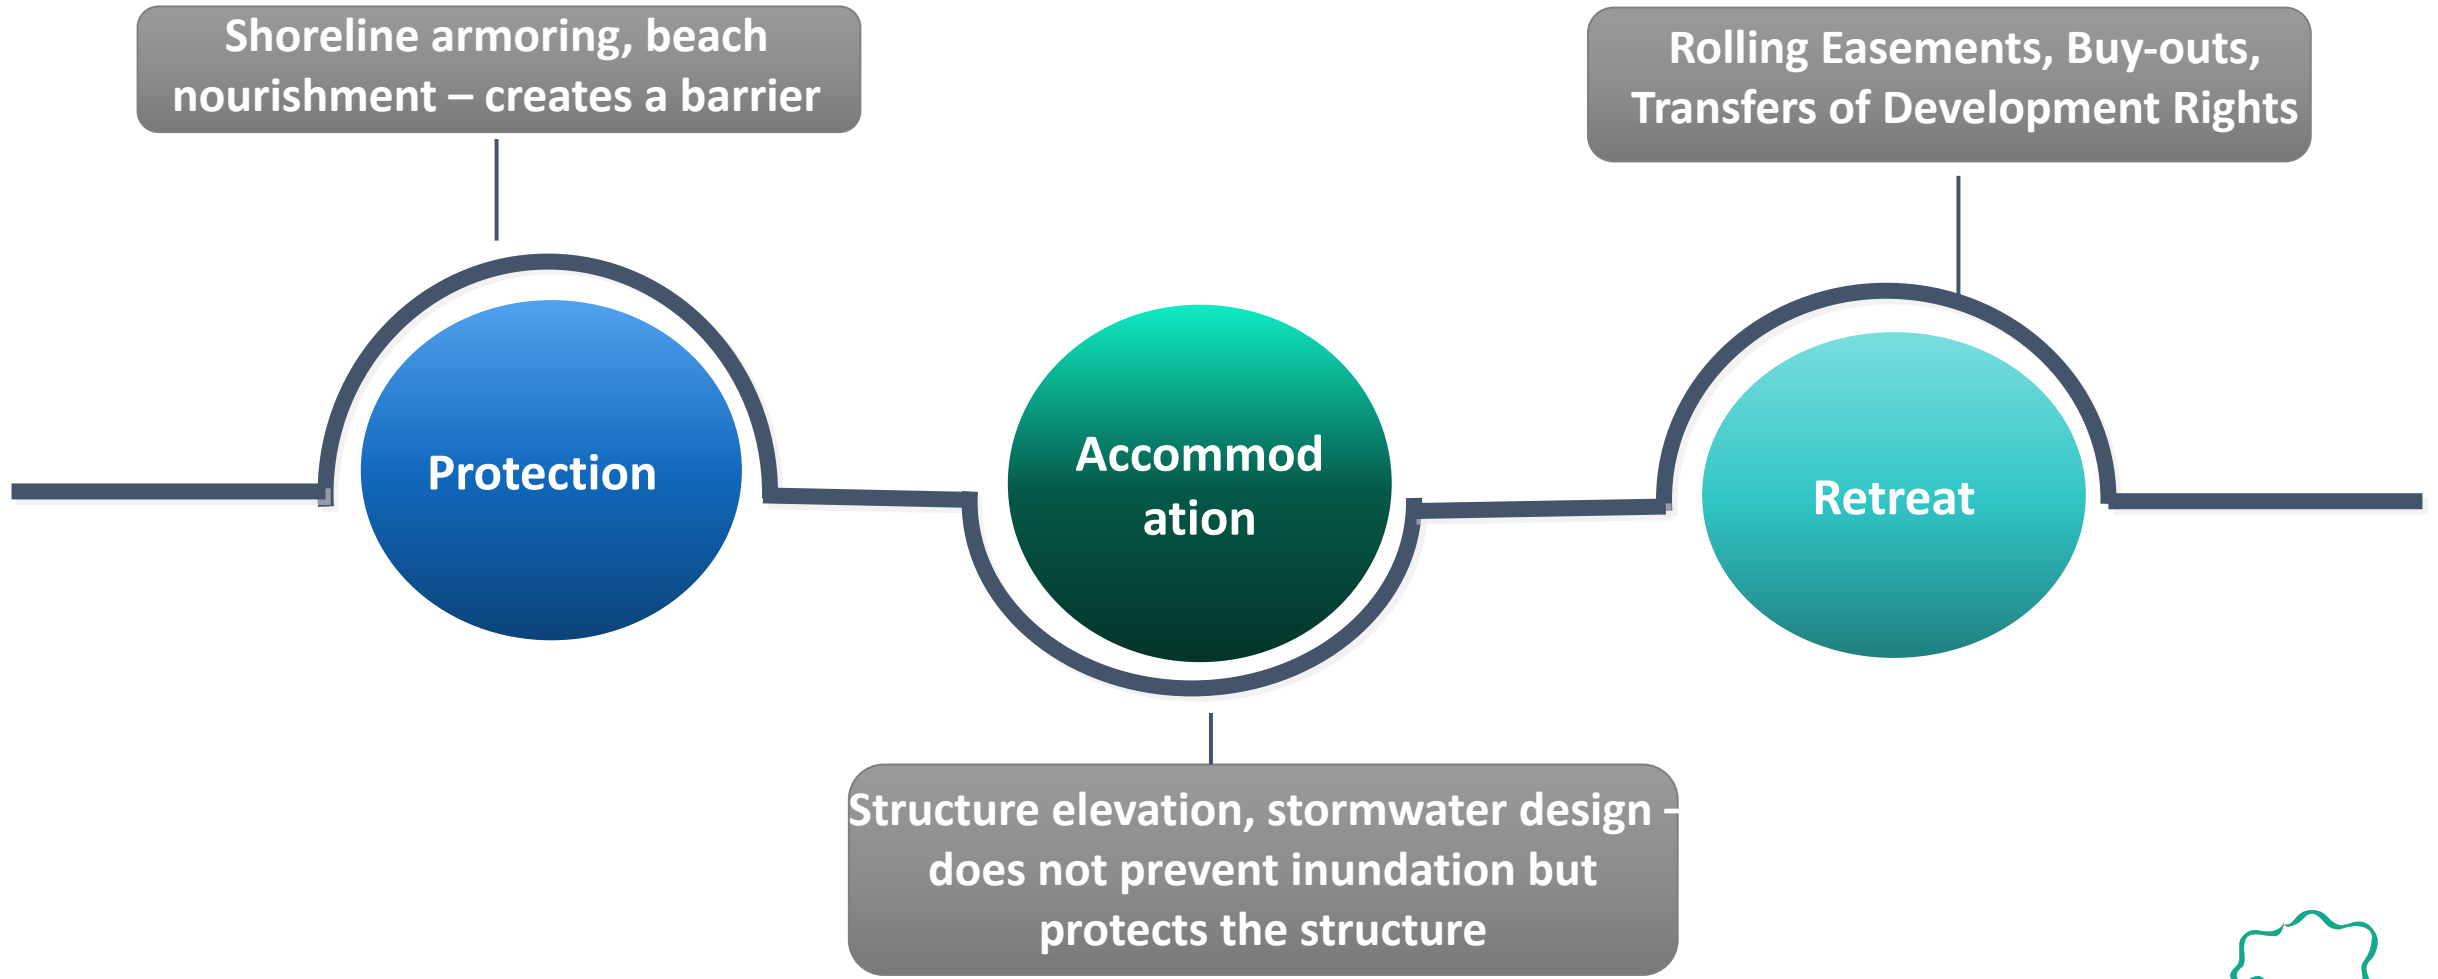 Shoreline armoring, beach
nourishment – creates a barrier
Rolling Easements, Buy-outs,
Transfers of Development Rights
Protection
Accommod
ation
Retreat
Structure elevation, stormwater design –
does not prevent inundation but
protects the structure